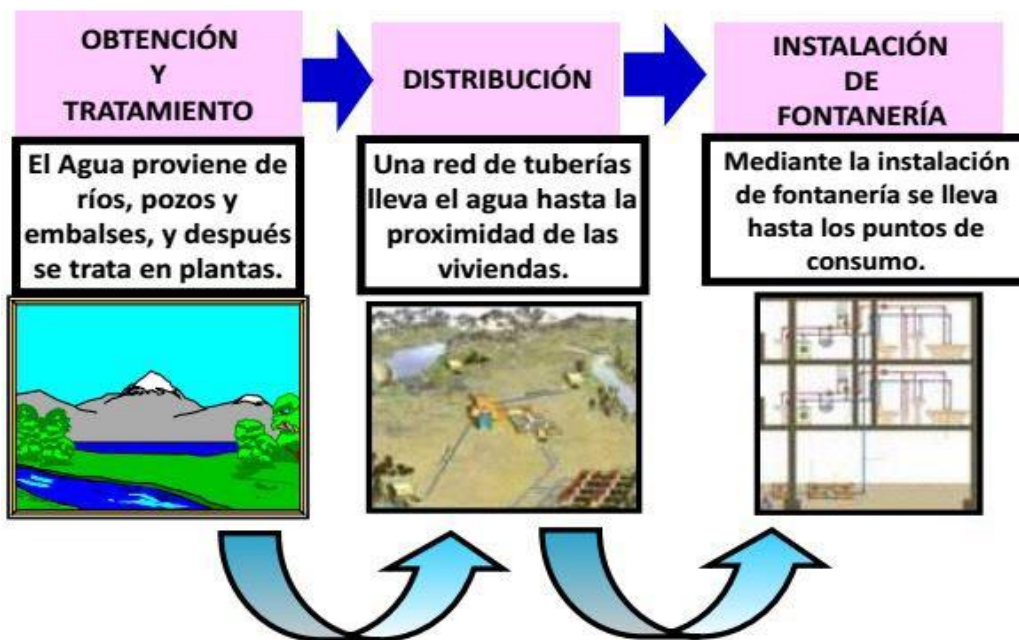 OBTENCIÓN
Y
TRATAMIENTO
El Agua proviene de
ríos, pozos y
embalses, y después
se trata en plantas.
DISTRIBUCIÓN
Una red de tuberías
lleva el agua hasta la
proximidad de las
viviendas.
INSTALACIÓN
DE
FONTANERÍA
Mediante la instalación
de fontanería se lleva
hasta los puntos de
consumo.